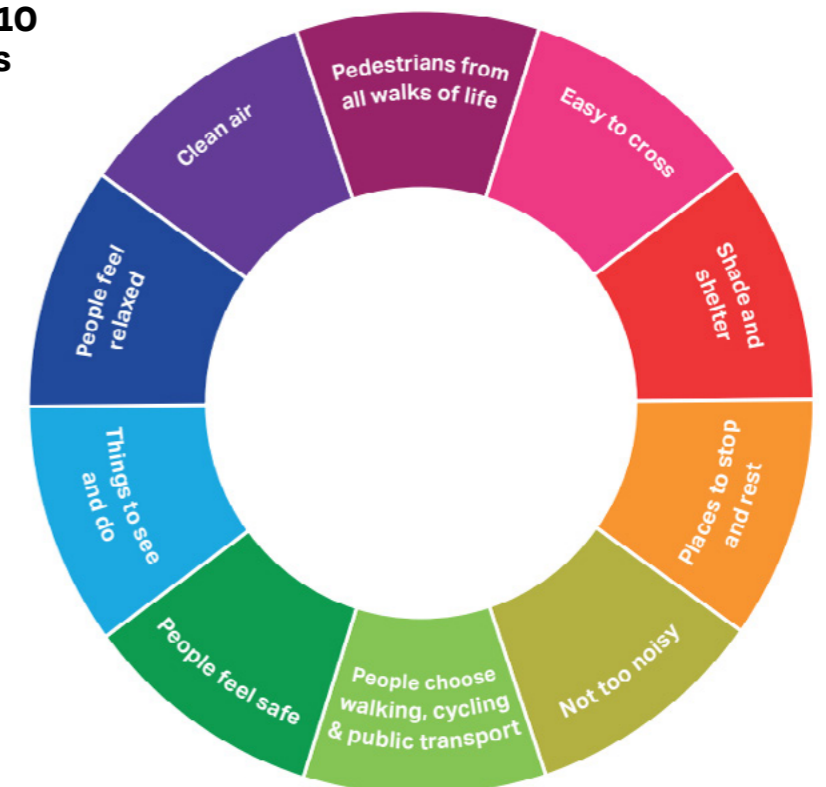 10
s
Pedestrians from
all walks of life
Easy to cross
Shade and
shelter
Places to stop
and rest
Not too noisy
People choose
walking, cycling
& public transport
People feel safe
Things to see
and do
People feel
relaxed
Clean air